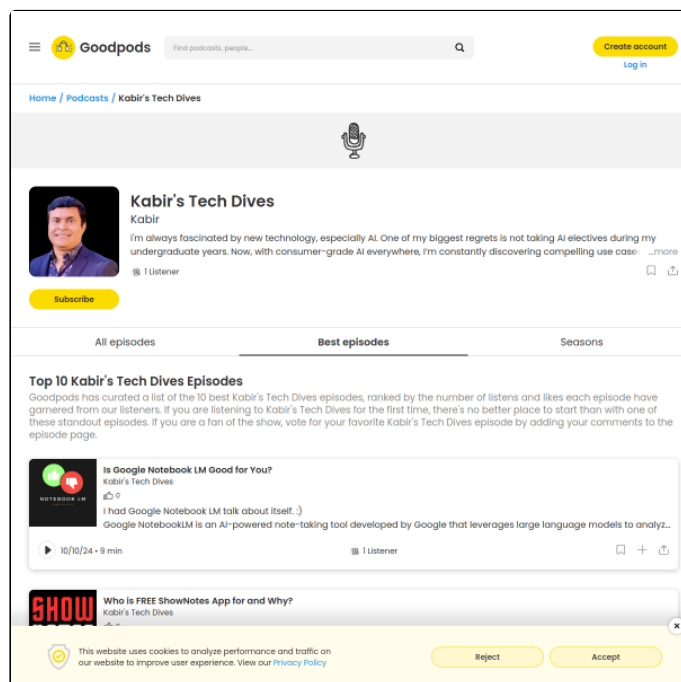 Goodpods
Find podcasts, people...
Create account
Log in
Home / Podcasts / Kabir's Tech Dives
Kabir's Tech Dives
Kabir
I'm always fascinated by new technology, especially AI. One of my biggest regrets is not taking AI electives during my
undergraduate years. Now, with consumer-grade AI everywhere, I'm constantly discovering compelling use case ...more
1 Listener
Subscribe
All episodes
Best episodes
Seasons
Top 10 Kabir's Tech Dives Episodes
Goodpods has curated a list of the 10 best Kabir's Tech Dives episodes, ranked by the number of listens and likes each episode have
garnered from our listeners. If you are listening to Kabir's Tech Dives for the first time, there's no better place to start than with one of
these standout episodes. If you are a fan of the show, vote for your favorite Kabir's Tech Dives episode by adding your comments to the
episode page.
NOTEBOOK LM
Is Google Notebook LM Good for You?
Kabir's Tech Dives
0
I had Google Notebook LM talk about itself. :)
Google NotebookLM is an AI-powered note-taking tool developed by Google that leverages large language models to analyz...
10/10/24 • 9 min
1 Listener
SHOW
Who is FREE ShowNotes App for and Why?
Kabir's Tech Dives
This website uses cookies to analyze performance and traffic on
our website to improve user experience. View our Privacy Policy
Reject
Accept